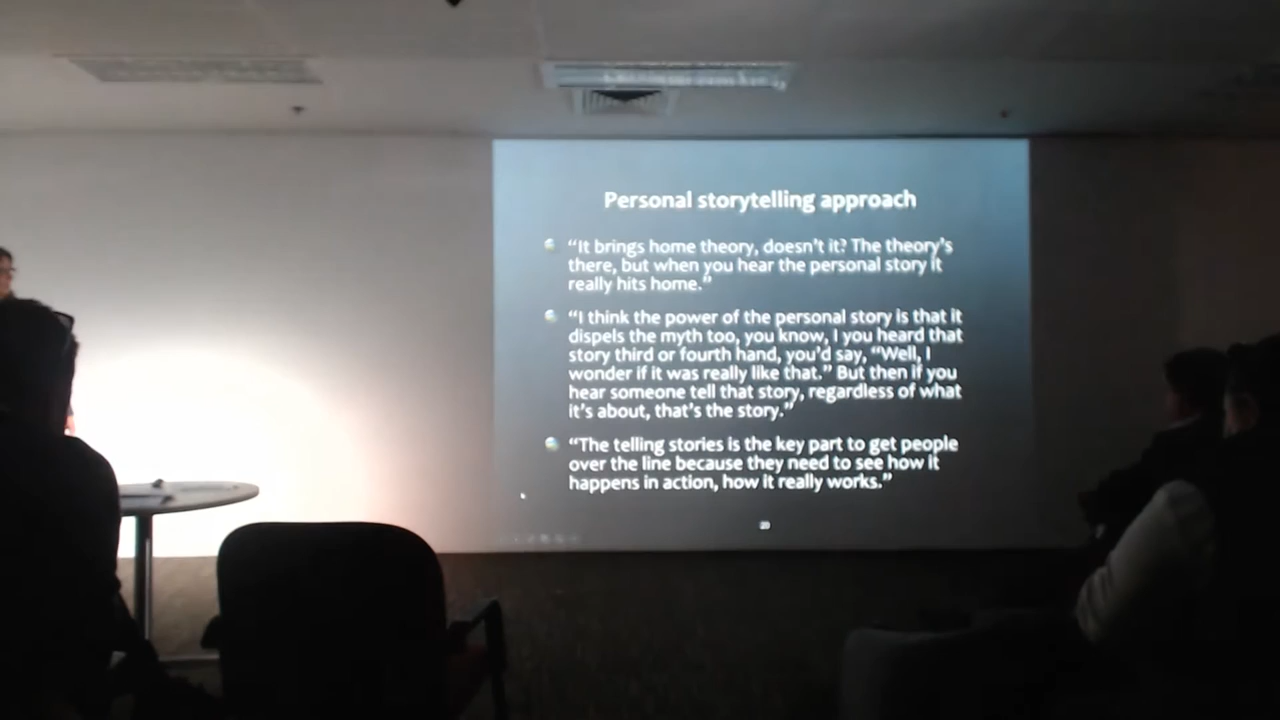 Personal storytelling approach
“It brings home theory, doesn’t it? The theory’s
there, but when you hear the personal story it
really hits home.”
“I think the power of the personal story is that it
dispels the myth too, you know, I you heard that
story third or fourth hand, you’d say, “Well, I
wonder if it was really like that.” But then if you
hear someone tell that story, regardless of what
it’s about, that’s the story.”
“The telling stories is the key part to get people
over the line because they need to see how it
happens in action, how it really works.”
20